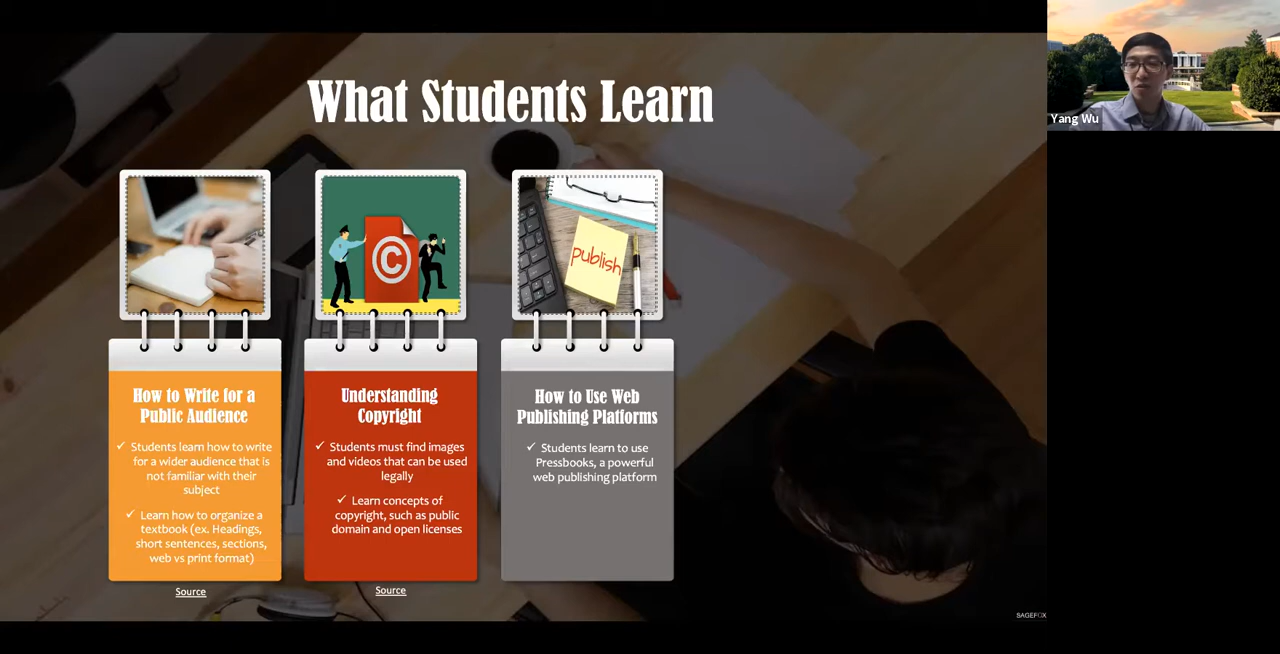 What Students Learn
Yang Wu
©
publish
How to Write for a
Public Audience
✓ Students learn how to write
for a wider audience that is
not familiar with their
subject
✓ Learn how to organize a
textbook (ex. Headings,
short sentences, sections,
web vs print format)
Source
Understanding
Copyright
✓ Students must find images
and videos that can be used
legally
✓ Learn concepts of
copyright, such as public
domain and open licenses
Source
How to Use Web
Publishing Platforms
✓ Students learn to use
Pressbooks, a powerful
web publishing platform
SAGEFOX